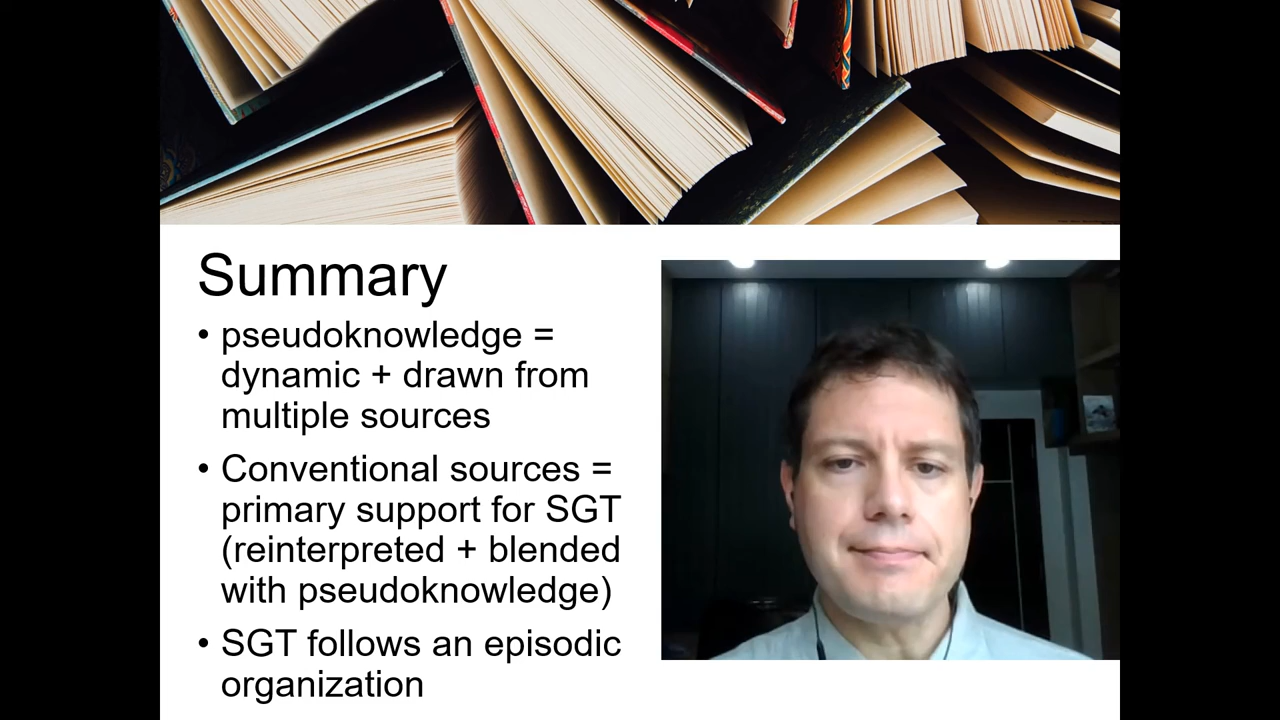 Summary
• pseudoknowledge =
dynamic + drawn from
multiple sources
• Conventional sources =
primary support for SGT
(reinterpreted + blended
with pseudoknowledge)
• SGT follows an episodic
organization